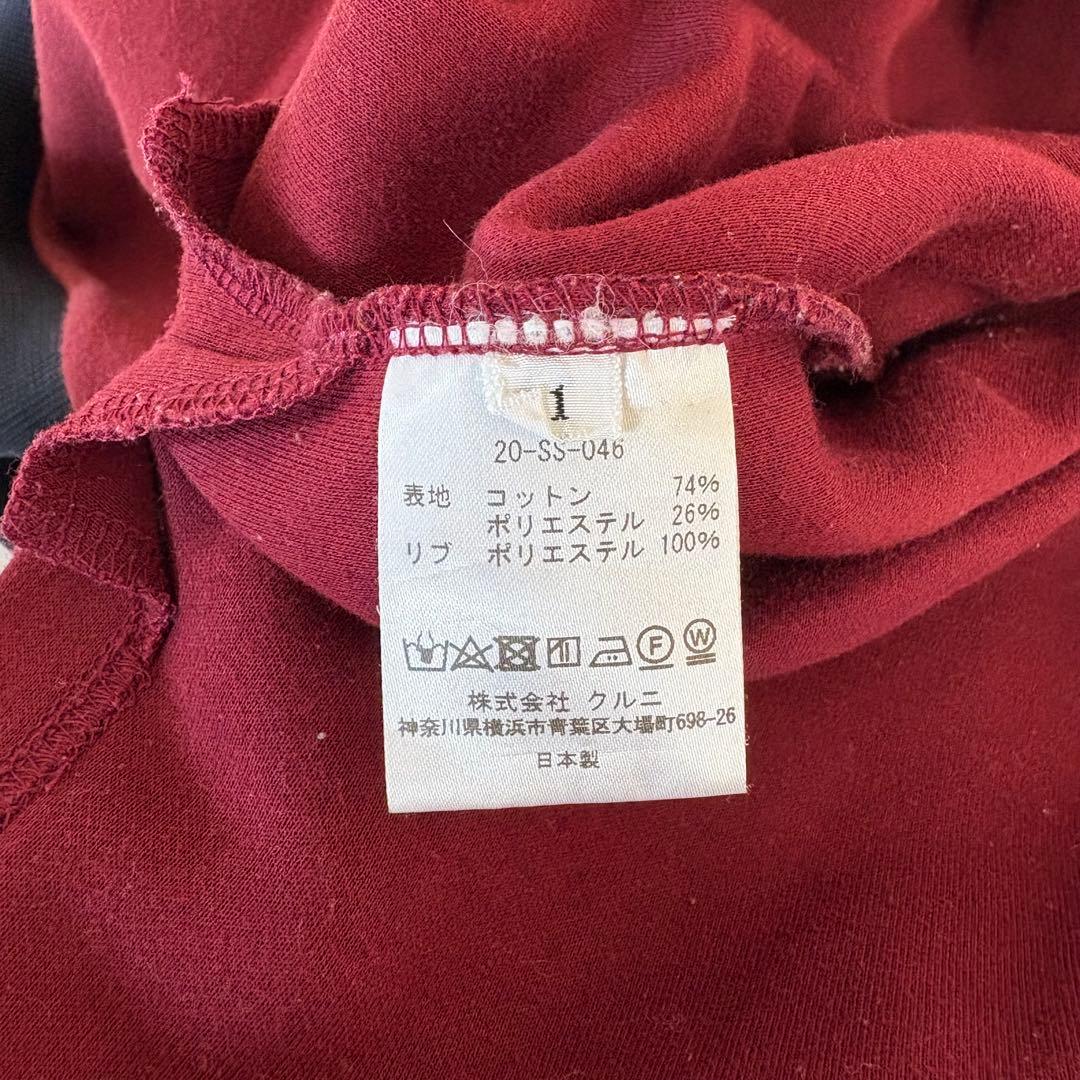 1
20-SS-046
表地 コットン 74%
ポリエステル 26%
リブ ポリエステル 100%
F W
株式会社 クルニ
神奈川県横浜市青葉区大場町698-26
日本製